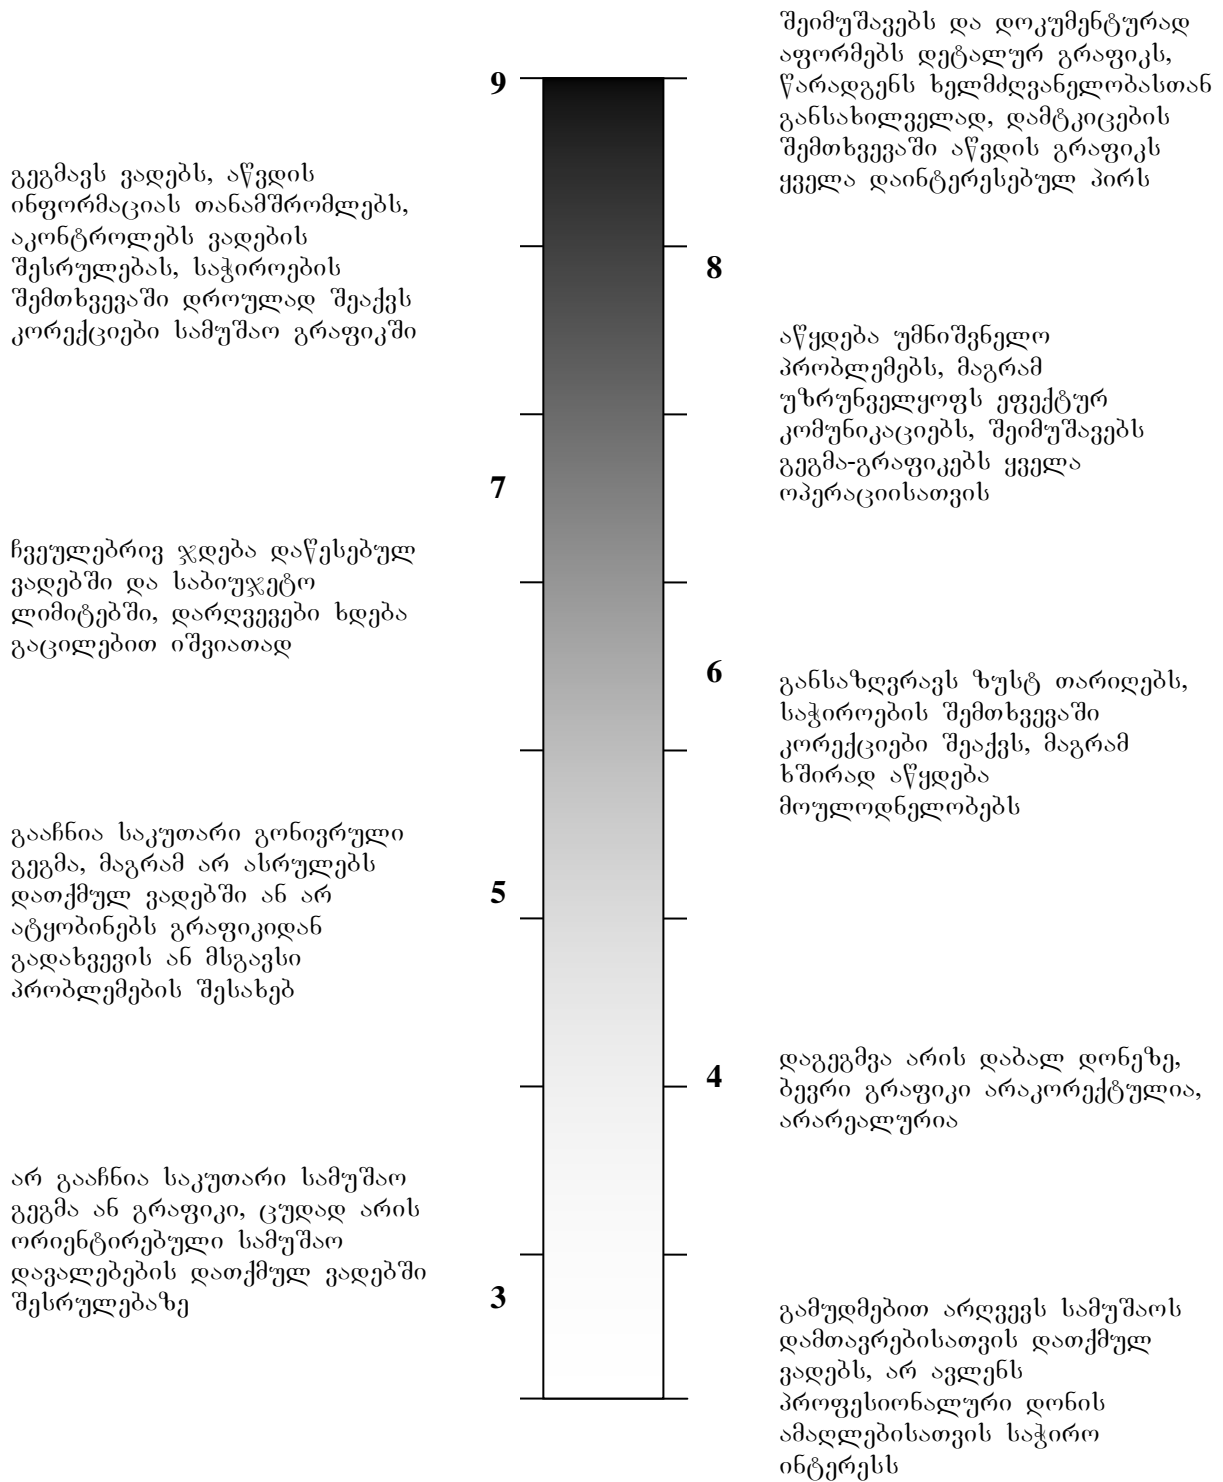 შეიმუშავებს და დოკუმენტურად
აფორმებს დეტალურ გრაფიკს,
წარადგენს ხელმძღვანელობასთან
განსახილველად, დამტკიცების
შემთხვევაში აწვდის გრაფიკს
ყველა დაინტერესებულ პირს
9
გეგმავს ვადებს, აწვდის
ინფორმაციას თანამშრომლებს,
აკონტროლებს ვადების
შესრულებას, საჭიროების
შემთხვევაში დროულად შეაქვს
კორექციები სამუშაო გრაფიკში
8
აწყდება უმნიშვნელო
პრობლემებს, მაგრამ
უზრუნველყოფს ეფექტურ
კომუნიკაციებს, შეიმუშავებს
გეგმა-გრაფიკებს ყველა
ოპერაციისათვის
7
ჩვეულებრივ ჯდება დაწესებულ
ვადებში და საბიუჯეტო
ლიმიტებში, დარღვევები ხდება
გაცილებით იშვიათად
6
განსაზღვრავს ზუსტ თარიღებს,
საჭიროების შემთხვევაში
კორექციები შეაქვს, მაგრამ
ხშირად აწყდება
მოულოდნელობებს
გააჩნია საკუთარი გონივრული
გეგმა, მაგრამ არ ასრულებს
დათქმულ ვადებში ან არ
ატყობინებს გრაფიკიდან
გადახვევის ან მსგავსი
პრობლემების შესახებ
5
4
დაგეგმვა არის დაბალ დონეზე,
ბევრი გრაფიკი არაკორექტულია,
არარეალურია
არ გააჩნია საკუთარი სამუშაო
გეგმა ან გრაფიკი, ცუდად არის
ორიენტირებული სამუშაო
დავალებების დათქმულ ვადებში
შესრულებაზე
3
გამუდმებით არღვევს სამუშაოს
დამთავრებისათვის დათქმულ
ვადებს, არ ავლენს
პროფესიონალური დონის
ამაღლებისათვის საჭირო
ინტერესს